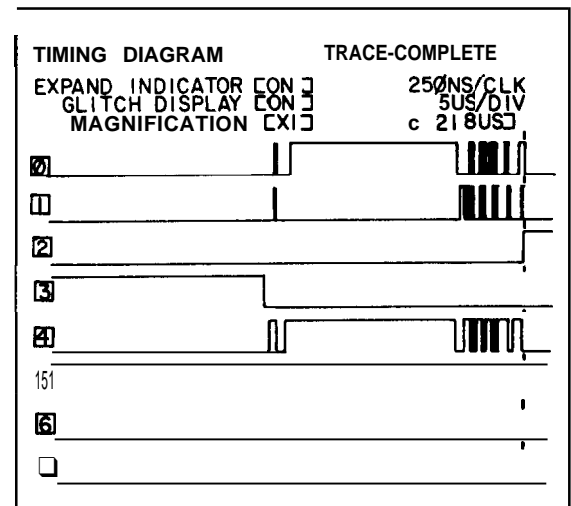 TIMING DIAGRAM TRACE-COMPLETE
EXPAND INDICATOR [ON ] 250NS/CLK
GLITCH DISPLAY [ON ] 5US/DIV
MAGNIFICATION [X1] c 218US]
0
1
2
3
4
151
6